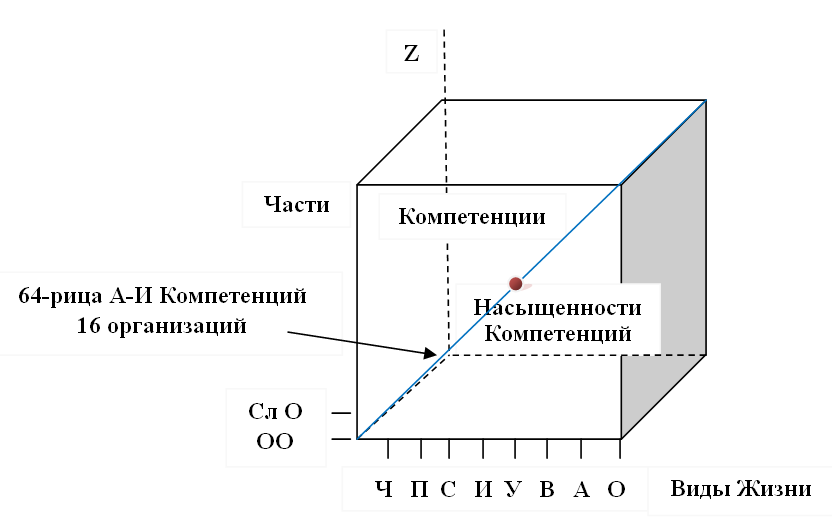 Z
Части
Компетенции
64-рица А-И Компетенций
16 организаций
Насыщенности
Компетенций
Сл О
ОО
Ч П С И У В А О
Виды Жизни